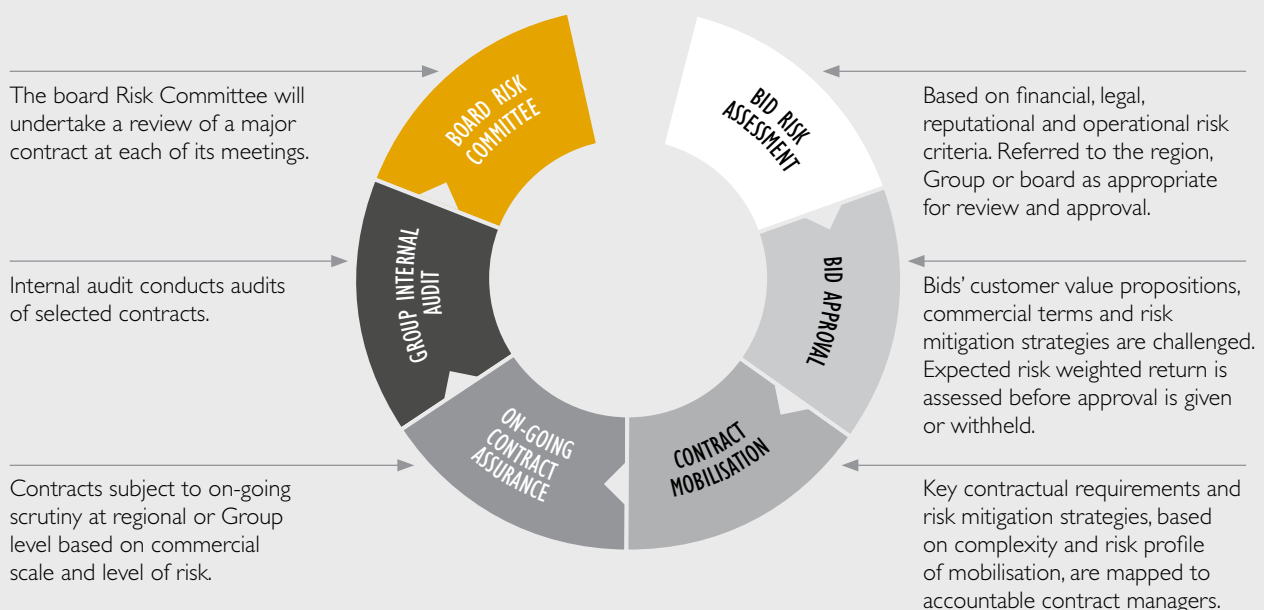 BOARD RISK
COMMITTEE
The board Risk Committee will
undertake a review of a major
contract at each of its meetings.
GROUP INTERNAL
AUDIT
Internal audit conducts audits
of selected contracts.
ON-GOING
CONTRACT
ASSURANCE
Contracts subject to on-going
scrutiny at regional or Group
level based on commercial
scale and level of risk.
BID RISK
ASSESSMENT
Based on financial, legal,
reputational and operational risk
criteria. Referred to the region,
Group or board as appropriate
for review and approval.
BID APPROVAL
Bids’ customer value propositions,
commercial terms and risk
mitigation strategies are challenged.
Expected risk weighted return is
assessed before approval is given
or withheld.
CONTRACT
MOBILISATION
Key contractual requirements and
risk mitigation strategies, based
on complexity and risk profile
of mobilisation, are mapped to
accountable contract managers.